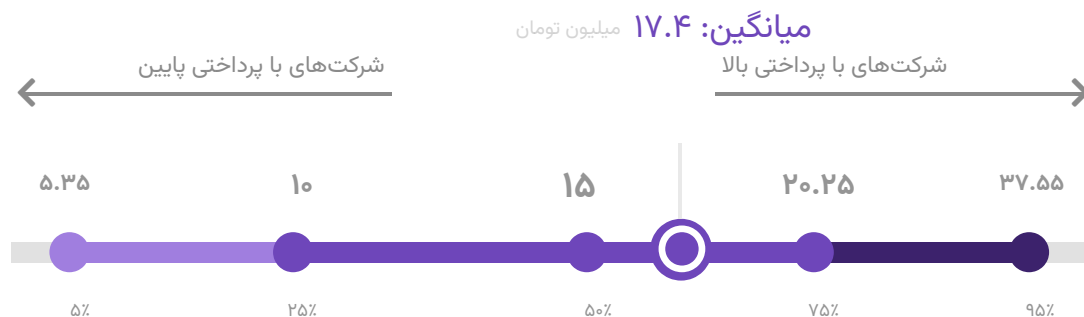 میانگین: ۱۷.۴ میلیون تومان
شرکت‌های با پرداختی بالا
شرکت‌های با پرداختی پایین
۵.۳۵ ۱۰ ۱۵ ۲۰.۲۵ ۳۷.۵۵
۵٪ ۲۵٪ ۵۰٪ ۷۵٪ ۹۵٪